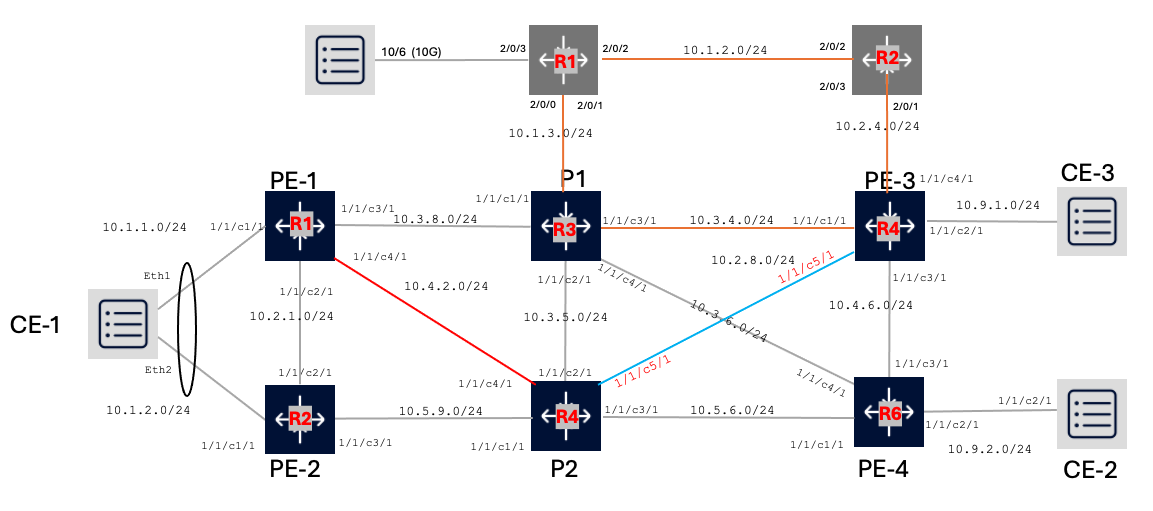 10/6 (10G)
2/0/3
R1
2/0/2
10.1.2.0/24
2/0/2
R2
2/0/3
2/0/0
2/0/1
2/0/1
10.1.3.0/24
10.2.4.0/24
PE-1
P1
PE-3
1/1/c4/1
CE-3
10.1.1.0/24
1/1/c1/1
R1
1/1/c3/1
10.3.8.0/24
1/1/c1/1
R3
1/1/c3/1
10.3.4.0/24
1/1/c1/1
R4
10.9.1.0/24
1/1/c2/1
1/1/c4/1
10.2.8.0/24
1/1/c5/1
Eth1
1/1/c2/1
10.4.2.0/24
1/1/c2/1
1/1/c4/1
1/1/c3/1
10.2.1.0/24
10.3.5.0/24
10.3.6.0/24
10.4.6.0/24
CE-1
Eth2
1/1/c2/1
1/1/c4/1
1/1/c2/1
1/1/c5/1
1/1/c4/1
1/1/c3/1
10.1.2.0/24
R2
10.5.9.0/24
R4
1/1/c3/1
10.5.6.0/24
R6
1/1/c2/1
1/1/c2/1
1/1/c1/1
1/1/c3/1
1/1/c1/1
1/1/c1/1
10.9.2.0/24
PE-2
P2
PE-4
CE-2